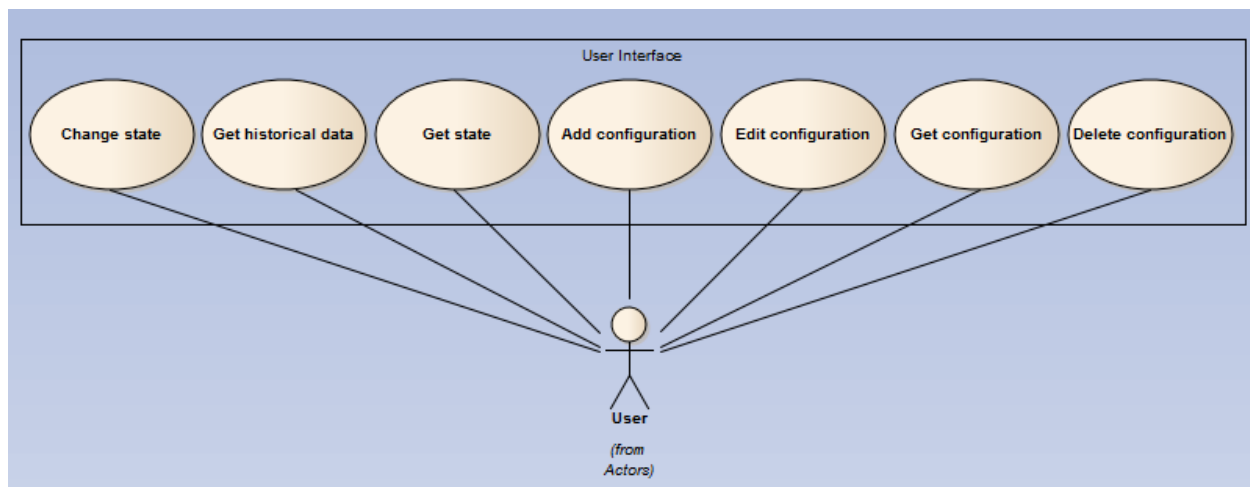 User Interface
Change state
Get historical data
Get state
Add configuration
Edit configuration
Get configuration
Delete configuration
User
(from
Actors)